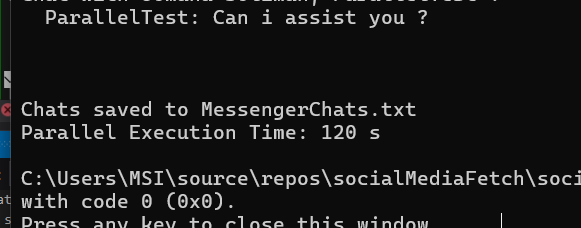 ParallelTest: Can i assist you ?
Chats saved to MessengerChats.txt
Parallel Execution Time: 120 s
C:\Users\MSI\source\repos\socialMediaFetch\soci
with code 0 (0x0).
Press any key to close this window